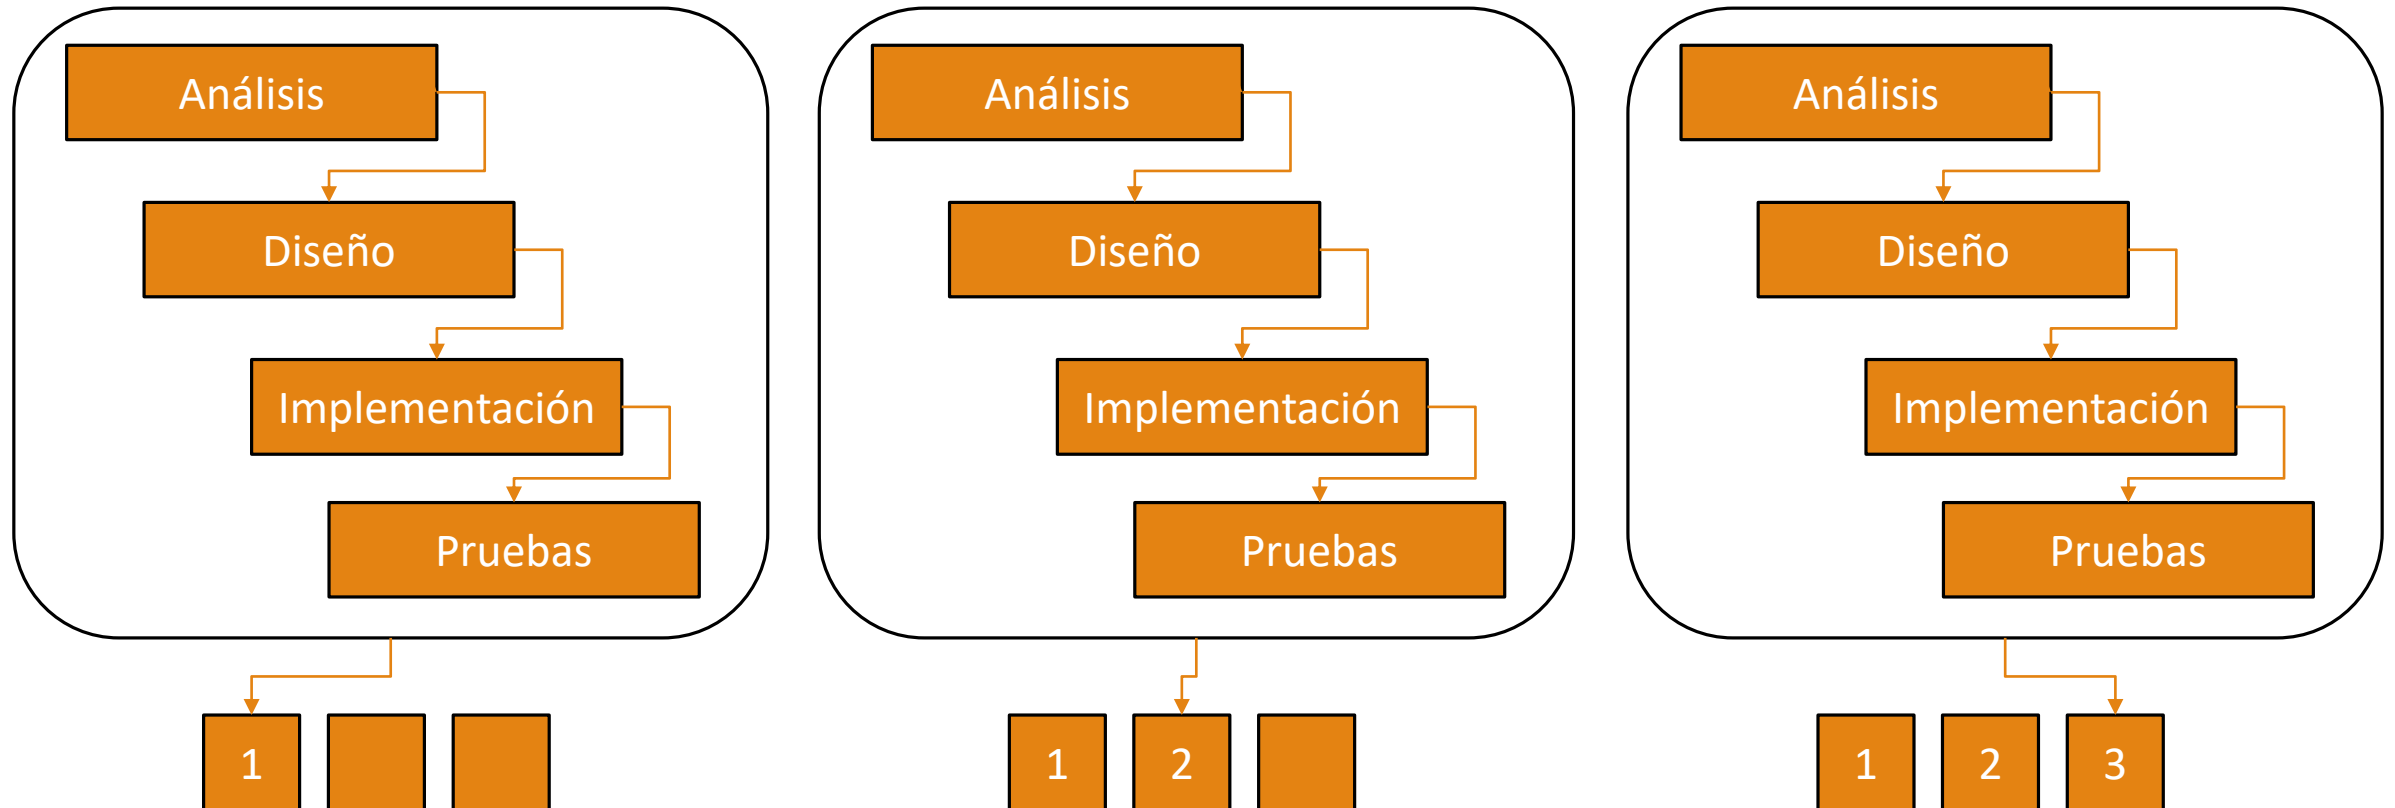 Análisis
Diseño
Implementación
Pruebas
1
Análisis
Diseño
Implementación
Pruebas
1 2
Análisis
Diseño
Implementación
Pruebas
1 2 3